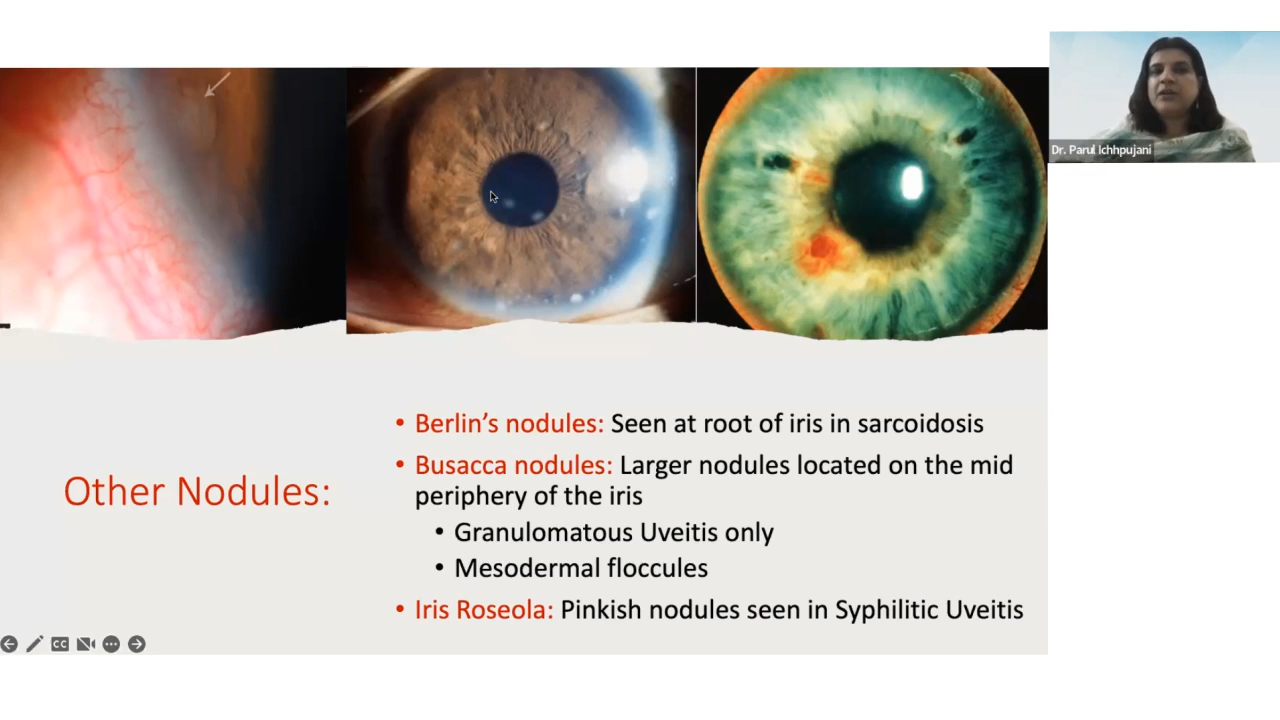 Dr. Parul Ichhpujani
Other Nodules:
• Berlin’s nodules: Seen at root of iris in sarcoidosis
• Busacca nodules: Larger nodules located on the mid
periphery of the iris
• Granulomatous Uveitis only
• Mesodermal floccules
• Iris Roseola: Pinkish nodules seen in Syphilitic Uveitis
CC